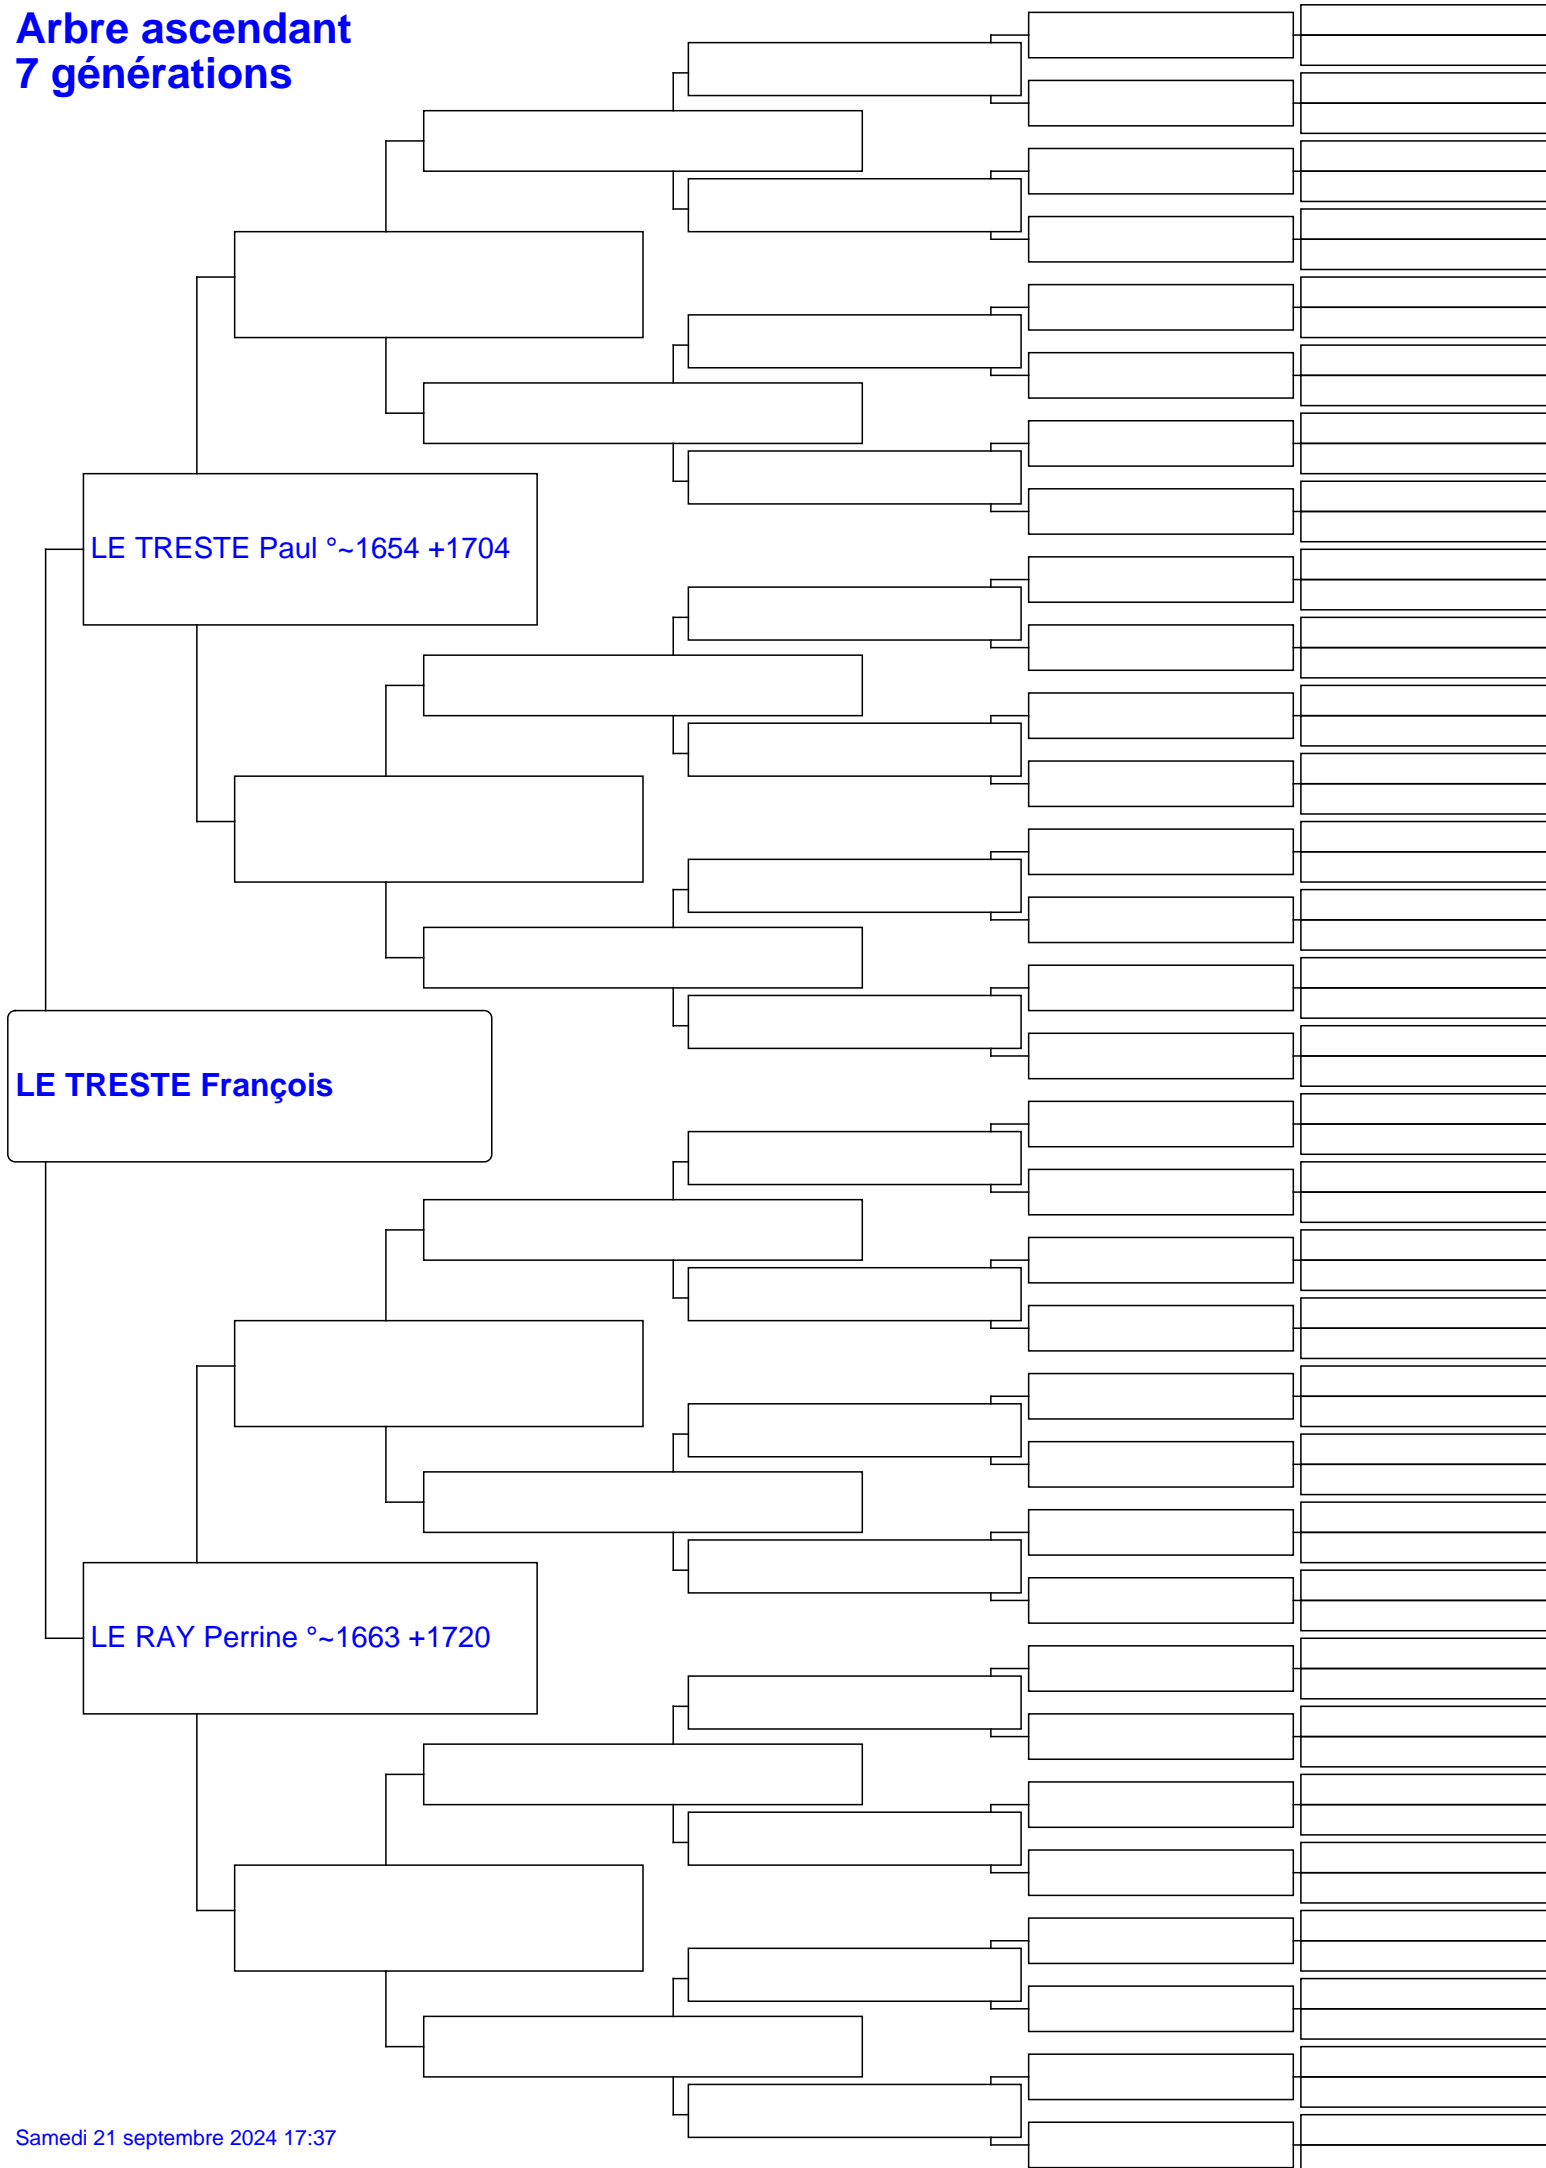 Arbre ascendant
7 générations
LE TRESTE Paul °~1654 +1704
LE TRESTE François
LE RAY Perrine °~1663 +1720
Samedi 21 septembre 2024 17:37